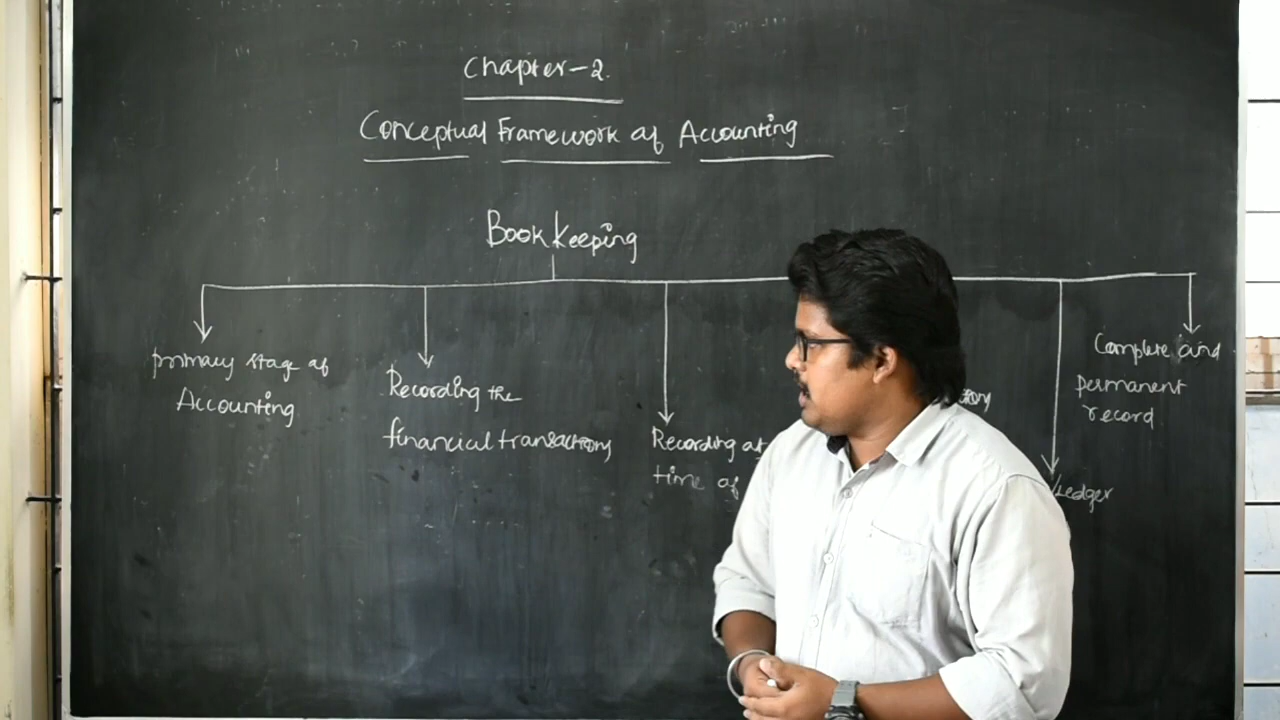 Chapter-2.
Conceptual Framework of Accounting
Book Keeping
Primary stage of
Accounting
Recording the
financial transactions
Recording at
time of
/Ledger
Complete and
permanent
record